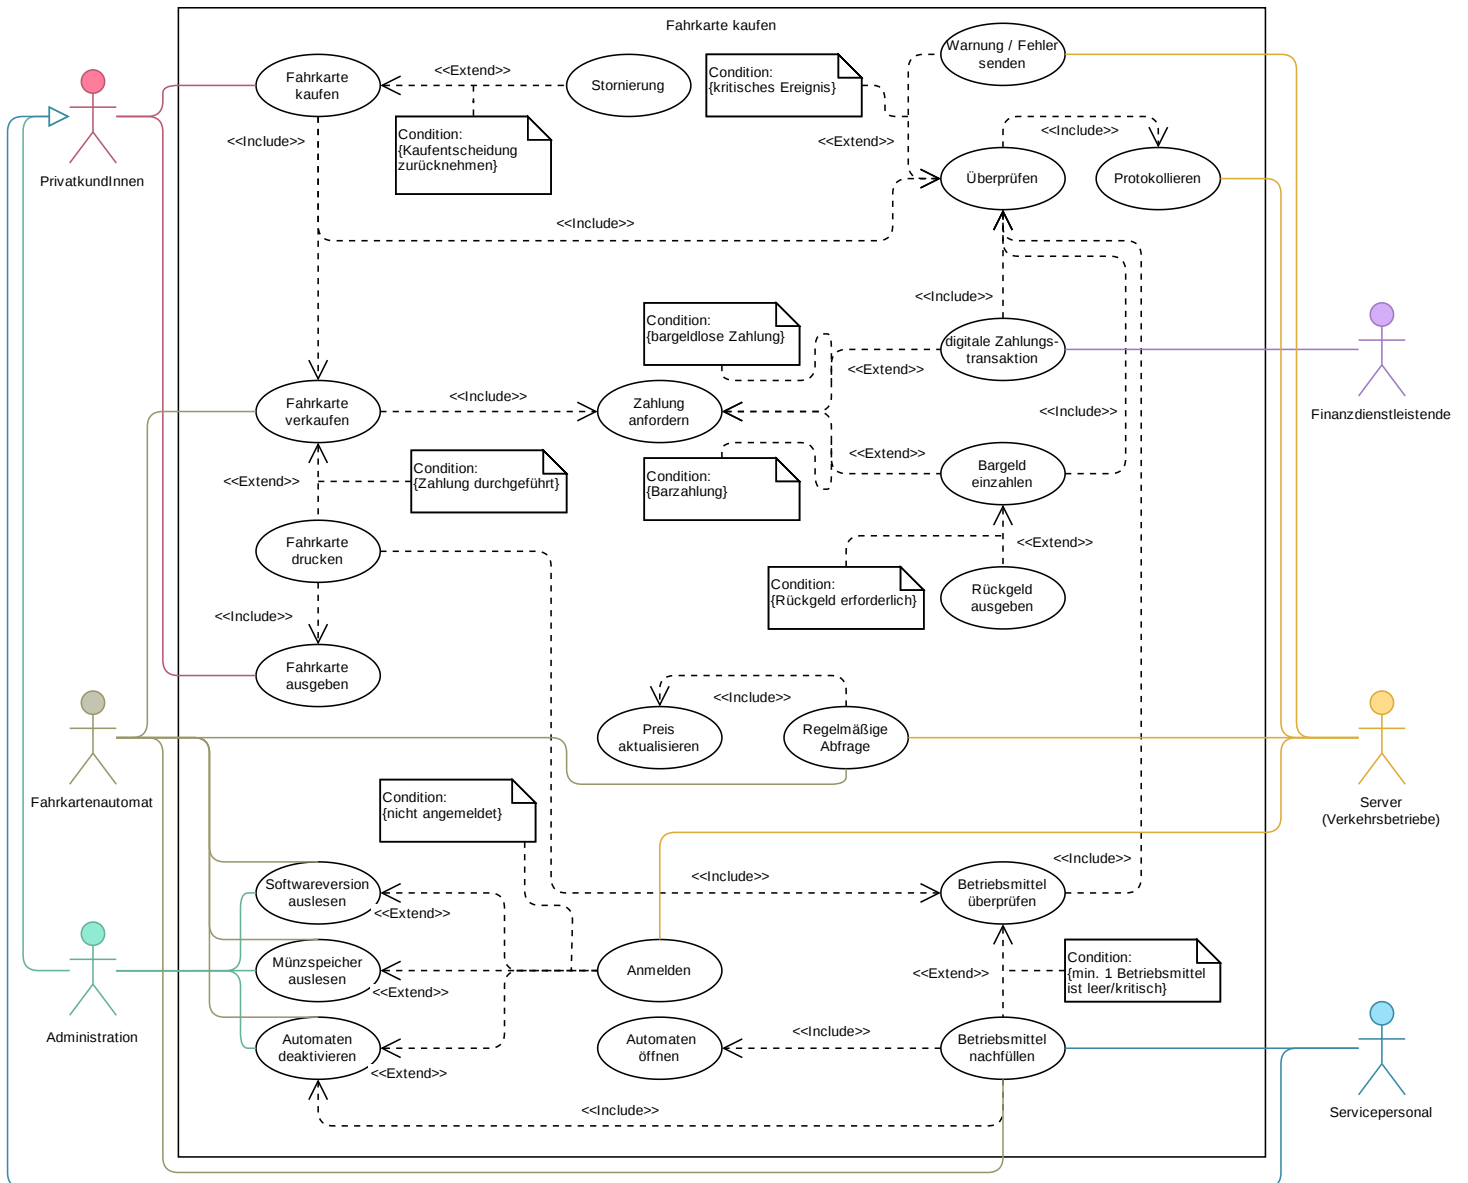 Fahrkarte kaufen
Warnung / Fehler
senden
Condition:
{kritisches Ereignis}
<<Extend>>
Fahrkarte
kaufen
Stornierung
<<Extend>>
<<Include>>
Condition:
{Kaufentscheidung
zurücknehmen}
<<Include>>
Überprüfen
Protokollieren
PrivatkundInnen
<<Include>>
<<Include>>
Condition:
{bargeldlose Zahlung}
digitale Zahlungs-
transaktion
<<Extend>>
Finanzdienstleistende
Fahrkarte
verkaufen
<<Include>>
Zahlung
anfordern
<<Include>>
Condition:
{Zahlung durchgeführt}
<<Extend>>
Condition:
{Barzahlung}
<<Extend>>
Bargeld
einzahlen
Fahrkarte
drucken
<<Extend>>
Condition:
{Rückgeld erforderlich}
Rückgeld
ausgeben
<<Include>>
Fahrkarte
ausgeben
<<Include>>
Preis
aktualisieren
Regelmäßige
Abfrage
Fahrkartenautomat
Server
(Verkehrsbetriebe)
Condition:
{nicht angemeldet}
<<Include>>
Softwareversion
auslesen
<<Extend>>
<<Include>>
Betriebsmittel
überprüfen
Münzspeicher
auslesen
<<Extend>>
Anmelden
<<Extend>>
Condition:
{min. 1 Betriebsmittel
ist leer/kritisch}
Administration
Automaten
deaktivieren
<<Extend>>
Automaten
öffnen
<<Include>>
Betriebsmittel
nachfüllen
<<Include>>
Servicepersonal